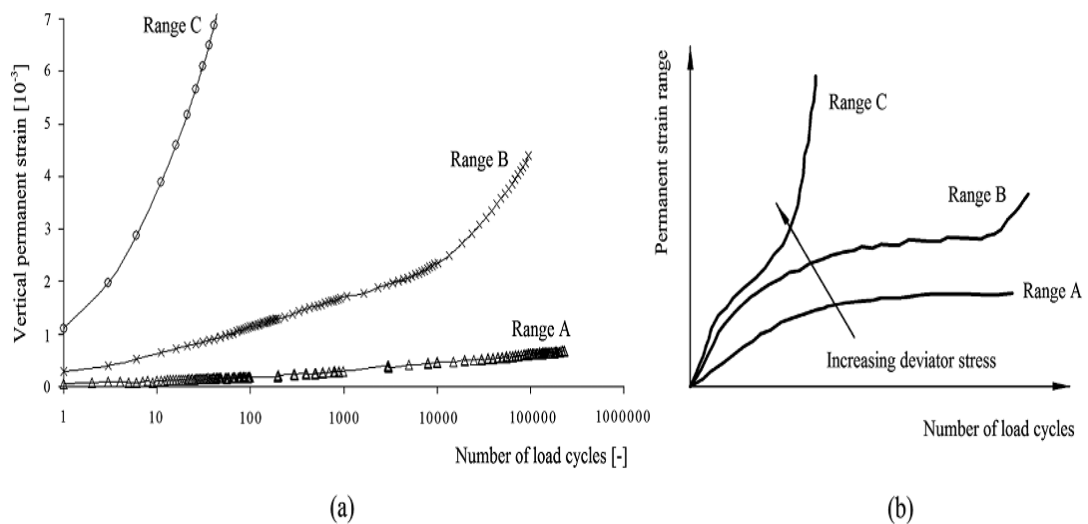 7
6
5
4
3
2
1
0
Vertical permanent strain [10⁻³]
Range C
Range B
Range A
1
10
100
1000
10000
100000
1000000
Number of load cycles [-]
(a)
Permanent strain range
Range C
Range B
Range A
Increasing deviator stress
Number of load cycles
(b)